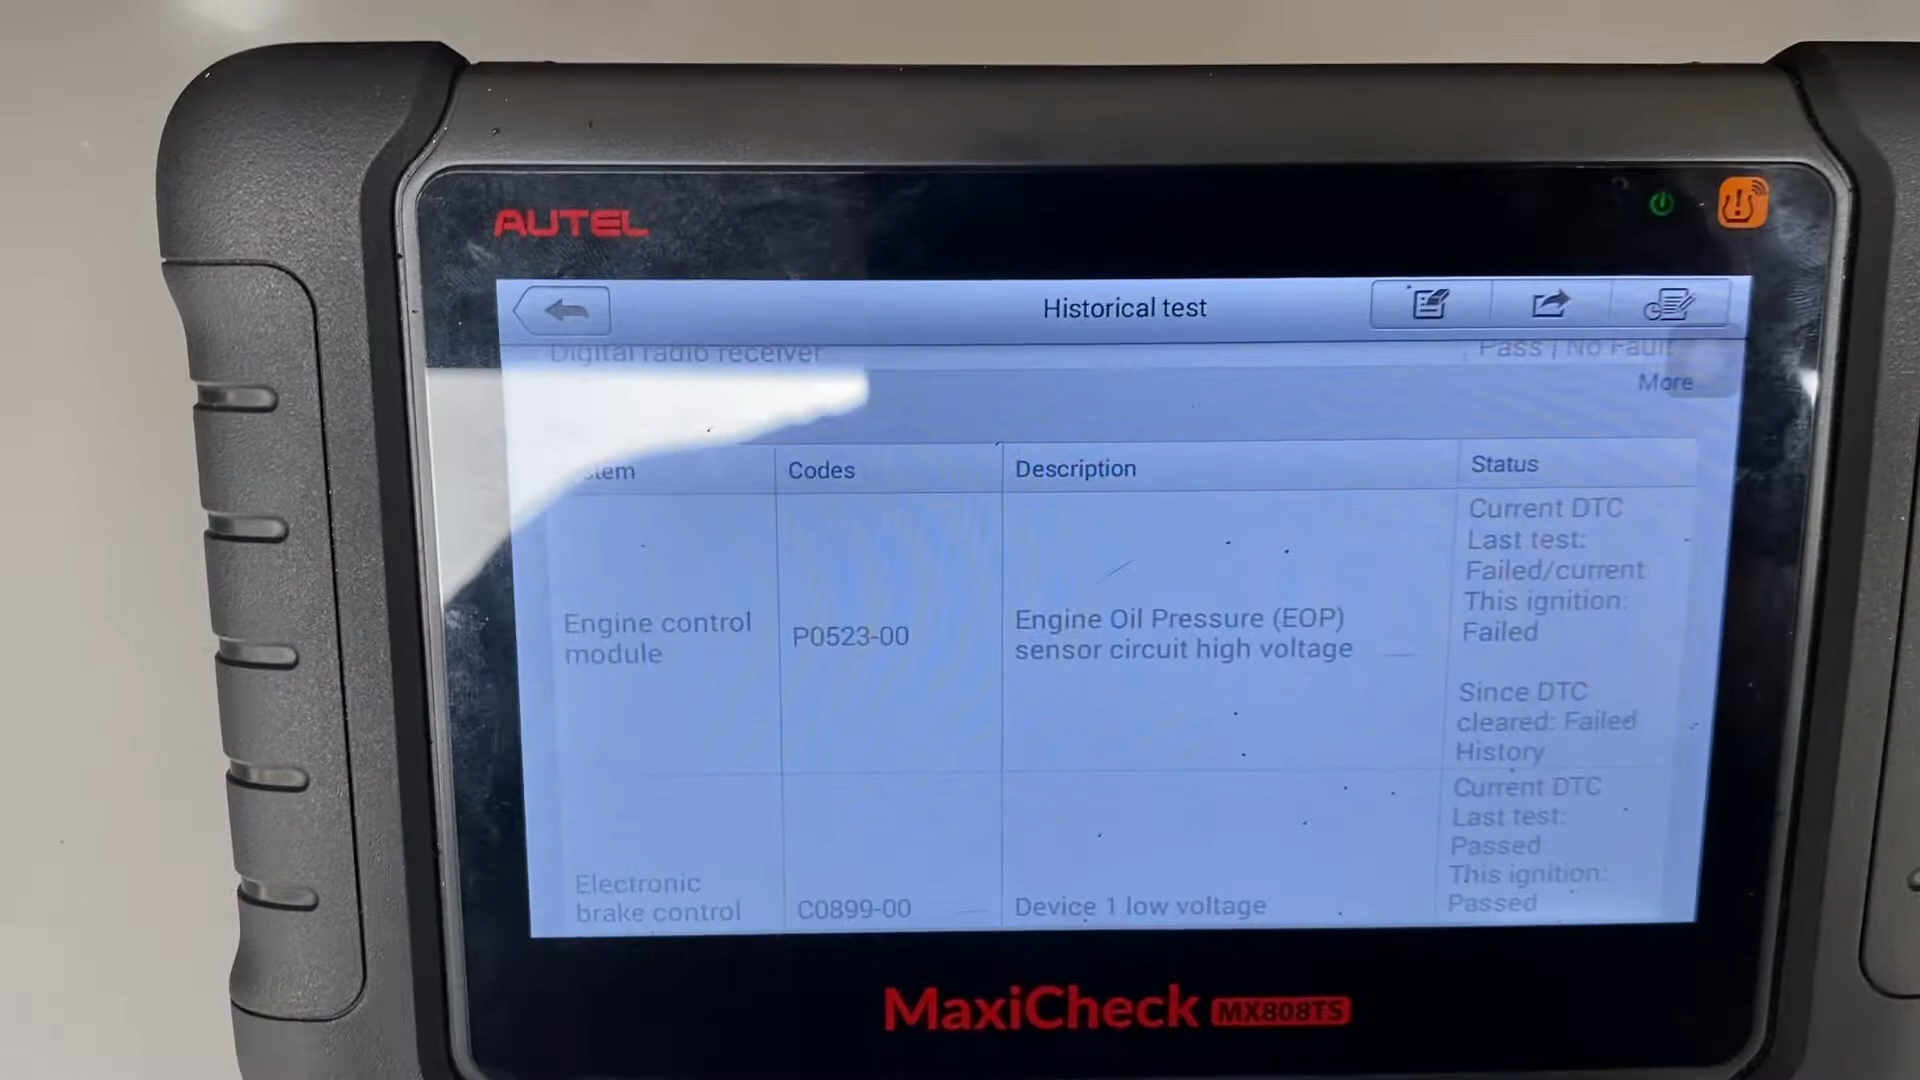 AUTEL
Historical test
Digital radio receiver
Pass | No Fault
More
Codes
Description
Status
Engine control
module
P0523-00
Engine Oil Pressure (EOP)
sensor circuit high voltage
Current DTC
Last test:
Failed/current
This ignition:
Failed
Since DTC
cleared: Failed
History
Electronic
brake control
C0899-00
Device 1 low voltage
Current DTC
Last test:
Passed
This ignition:
Passed
MaxiCheck MX808TS